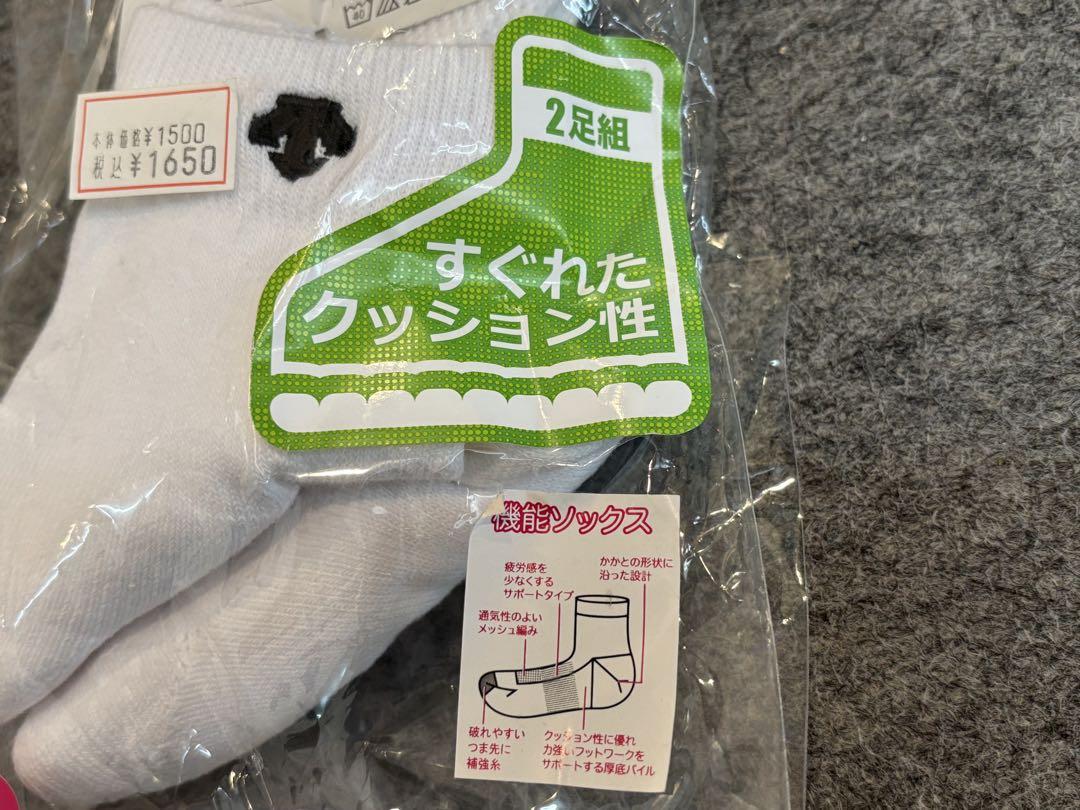 40
本体価格¥1500
税込¥1650
2足組
すぐれた
クッション性
機能ソックス
疲労感を
少なくする
サポートタイプ
かかとの形状に
沿った設計
通気性のよい
メッシュ編み
破れやすい
つま先に
補強糸
クッション性に優れ
力強いフットワークを
サポートする厚底パイル